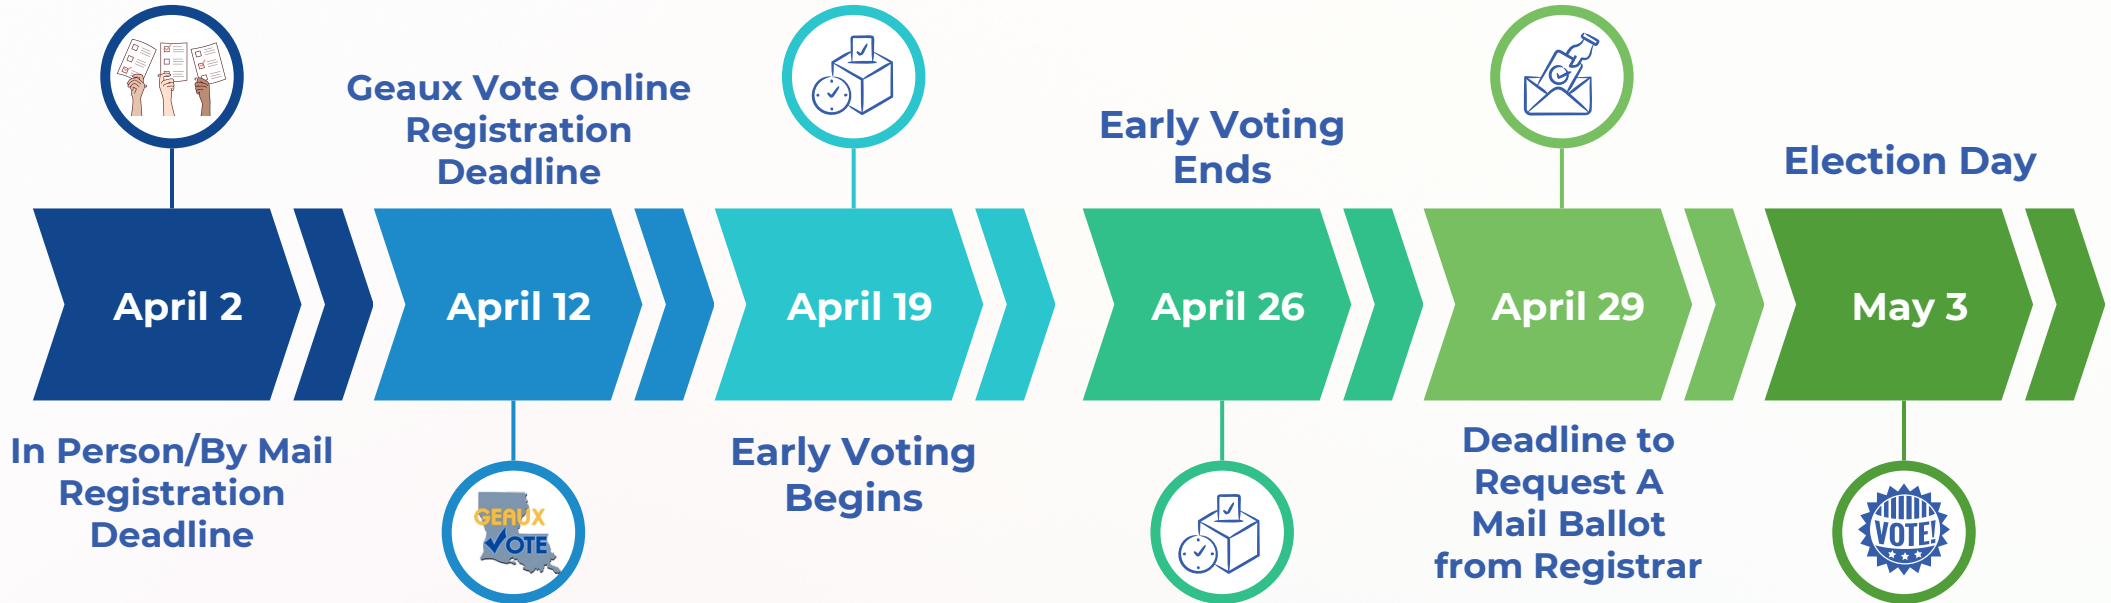 April 2
In Person/By Mail
Registration
Deadline
Geaux Vote Online
Registration
Deadline
April 12
GEAUX
VOTE
April 19
Early Voting
Begins
Early Voting
Ends
April 26
April 29
Deadline to
Request A
Mail Ballot
from Registrar
Election Day
May 3
VOTE!